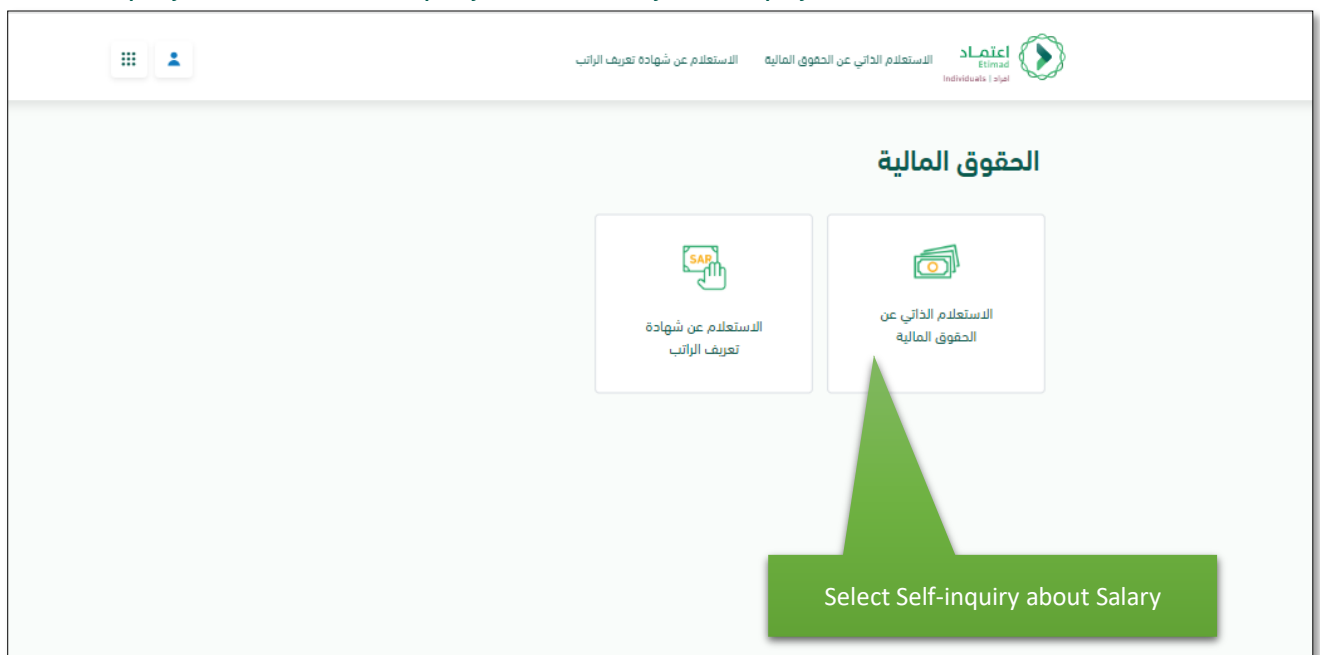 اعتماد
Etimad
Individuals | افراد
الاستعلام الذاتي عن الحقوق المالية
الاستعلام عن شهادة تعريف الراتب
الحقوق المالية
الاستعلام الذاتي عن
الحقوق المالية
SAR
الاستعلام عن شهادة
تعريف الراتب
Select Self-inquiry about Salary